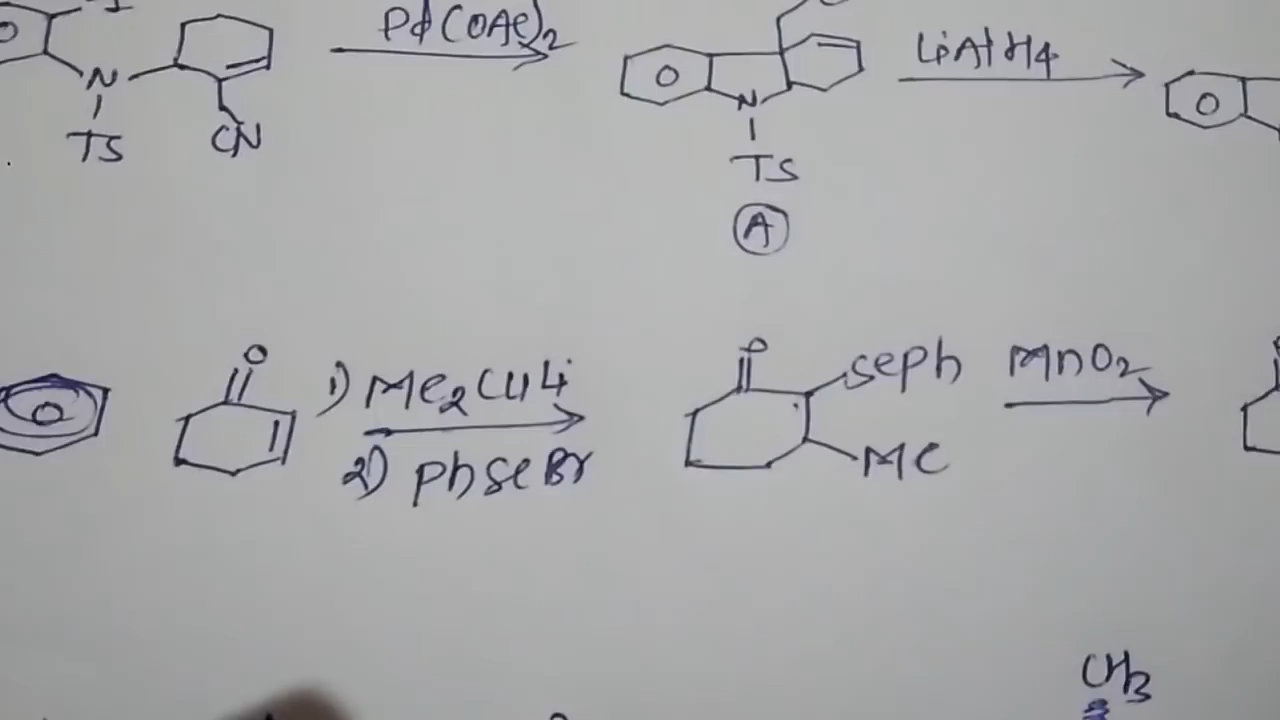 Pd(OAc)2
LiAlH4
N
TS
CN
N
TS
A
O
1) Me2CuLi
2) PhSeBr
O
seph
Me
MnO2
CH3